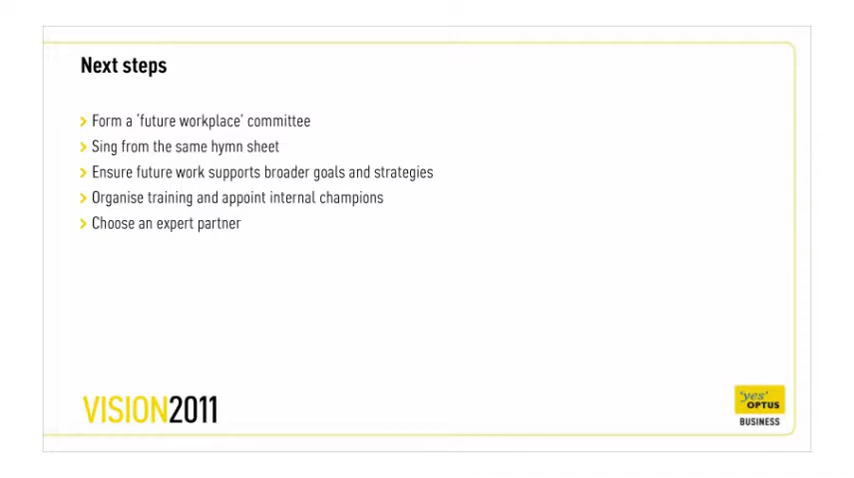 Next steps
Form a 'future workplace' committee
Sing from the same hymn sheet
Ensure future work supports broader goals and strategies
Organise training and appoint internal champions
Choose an expert partner
VISION2011
'yes'
OPTUS
BUSINESS